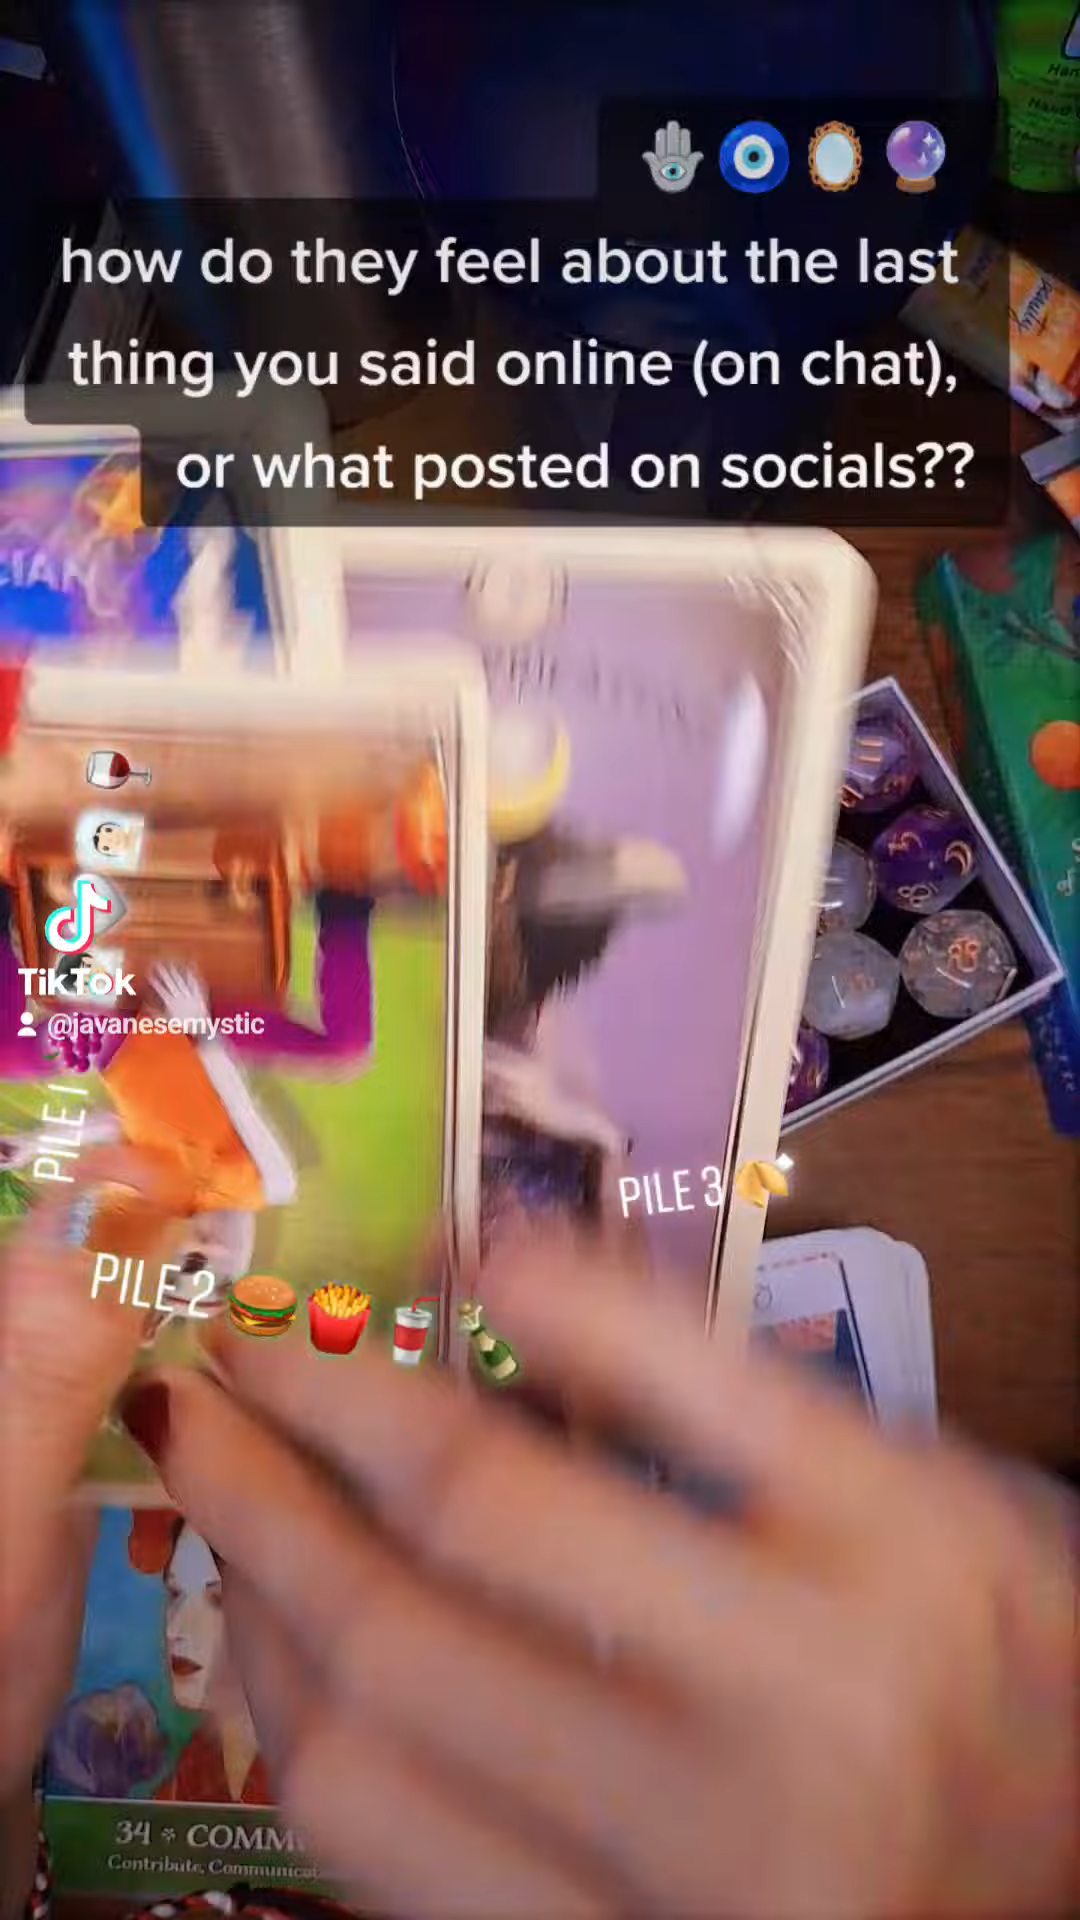 how do they feel about the last
thing you said online (on chat),
or what posted on socials??
TikTok
@javanesemystic
PILE 1
PILE 2
PILE 3
34 * COMM
Contribute, Communica